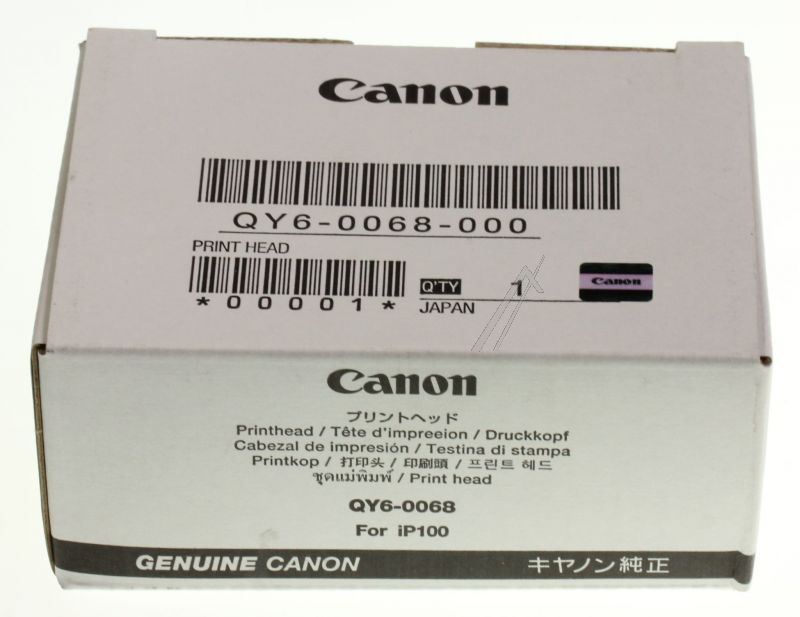 Canon
QY6-0068-000
PRINT HEAD
*00001*
Q'TY 1
JAPAN
Canon
Canon
プリントヘッド
Printhead / Tête d'impreeion / Druckkopf
Cabezal de impresión / Testina di stampa
Printkop / 打印头 / 印刷頭 / 프린트 헤드
ชุดแม่พิมพ์ / Print head
QY6-0068
For iP100
GENUINE CANON キヤノン純正